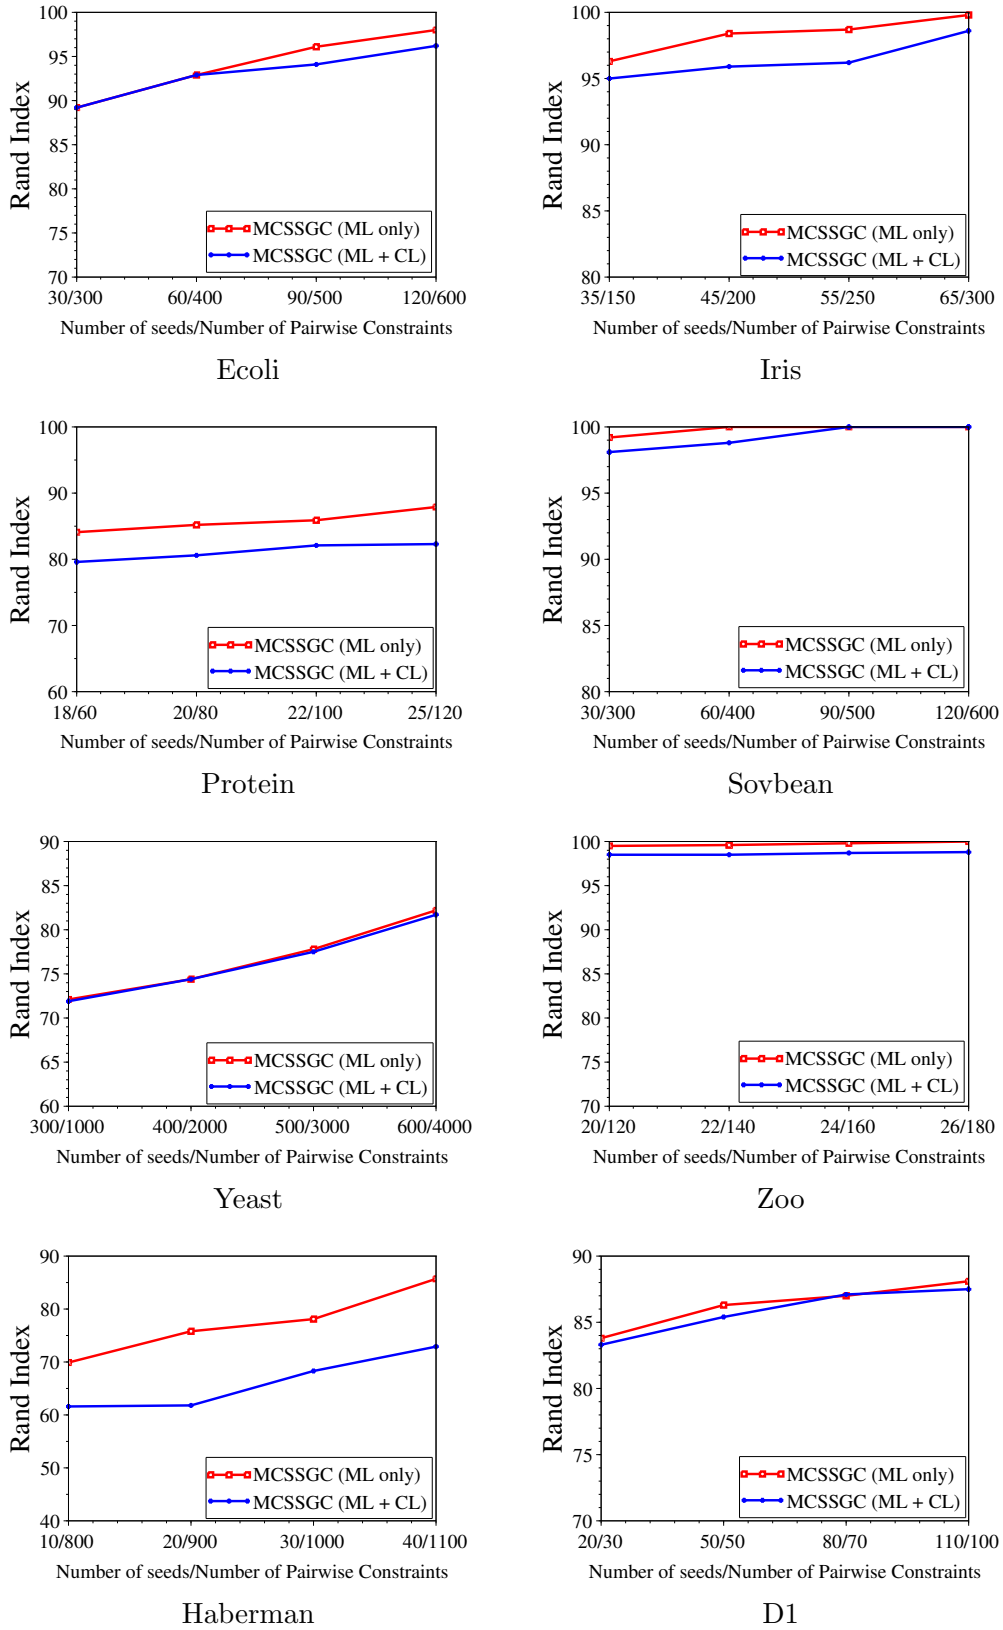 100
95
90
85
80
75
70
Rand Index
MCSSGC (ML only)
MCSSGC (ML + CL)
30/300 60/400 90/500 120/600
Number of seeds/Number of Pairwise Constraints
Ecoli
100
95
90
85
80
Rand Index
MCSSGC (ML only)
MCSSGC (ML + CL)
35/150 45/200 55/250 65/300
Number of seeds/Number of Pairwise Constraints
Iris
100
90
80
70
60
Rand Index
MCSSGC (ML only)
MCSSGC (ML + CL)
18/60 20/80 22/100 25/120
Number of seeds/Number of Pairwise Constraints
Protein
100
95
90
85
80
Rand Index
MCSSGC (ML only)
MCSSGC (ML + CL)
30/300 60/400 90/500 120/600
Number of seeds/Number of Pairwise Constraints
Sovbean
90
85
80
75
70
65
60
Rand Index
MCSSGC (ML only)
MCSSGC (ML + CL)
300/1000 400/2000 500/3000 600/4000
Number of seeds/Number of Pairwise Constraints
Yeast
100
95
90
85
80
75
70
Rand Index
MCSSGC (ML only)
MCSSGC (ML + CL)
20/120 22/140 24/160 26/180
Number of seeds/Number of Pairwise Constraints
Zoo
90
80
70
60
50
40
Rand Index
MCSSGC (ML only)
MCSSGC (ML + CL)
10/800 20/900 30/1000 40/1100
Number of seeds/Number of Pairwise Constraints
Haberman
90
85
80
75
70
Rand Index
MCSSGC (ML only)
MCSSGC (ML + CL)
20/30 50/50 80/70 110/100
Number of seeds/Number of Pairwise Constraints
D1